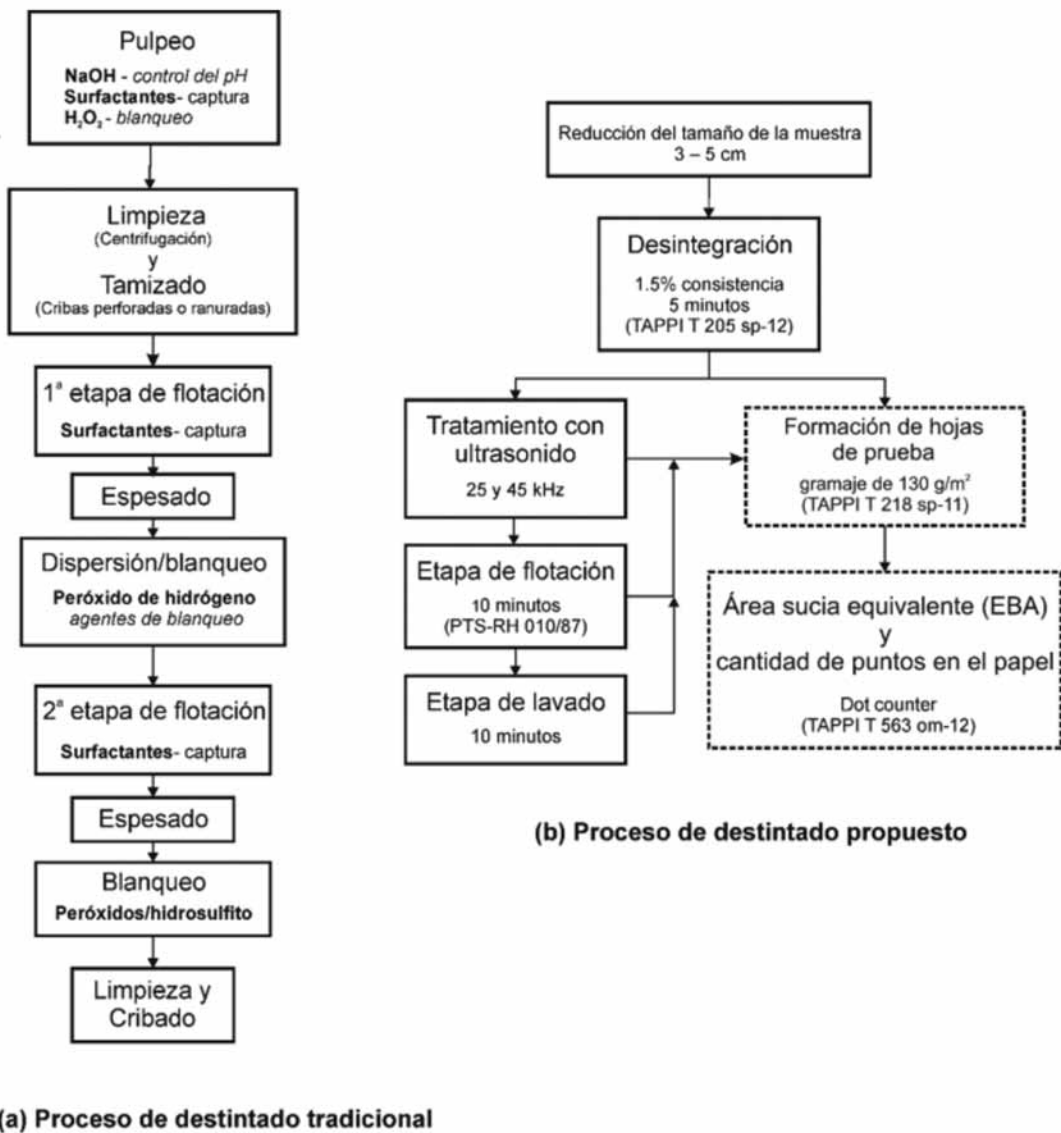 Pulpeo
NaOH - control del pH
Surfactantes- captura
H₂O₂ - blanqueo
Limpieza
(Centrifugación)
y
Tamizado
(Cribas perforadas o ranuradas)
1ª etapa de flotación
Surfactantes- captura
Espesado
Dispersión/blanqueo
Peróxido de hidrógeno
agentes de blanqueo
2ª etapa de flotación
Surfactantes- captura
Espesado
Blanqueo
Peróxidos/hidrosulfito
Limpieza y
Cribado
(a) Proceso de destintado tradicional
Reducción del tamaño de la muestra
3 – 5 cm
Desintegración
1.5% consistencia
5 minutos
(TAPPI T 205 sp-12)
Tratamiento con
ultrasonido
25 y 45 kHz
Etapa de flotación
10 minutos
(PTS-RH 010/87)
Etapa de lavado
10 minutos
Formación de hojas
de prueba
gramaje de 130 g/m²
(TAPPI T 218 sp-11)
Área sucia equivalente (EBA)
y
cantidad de puntos en el papel
Dot counter
(TAPPI T 563 om-12)
(b) Proceso de destintado propuesto